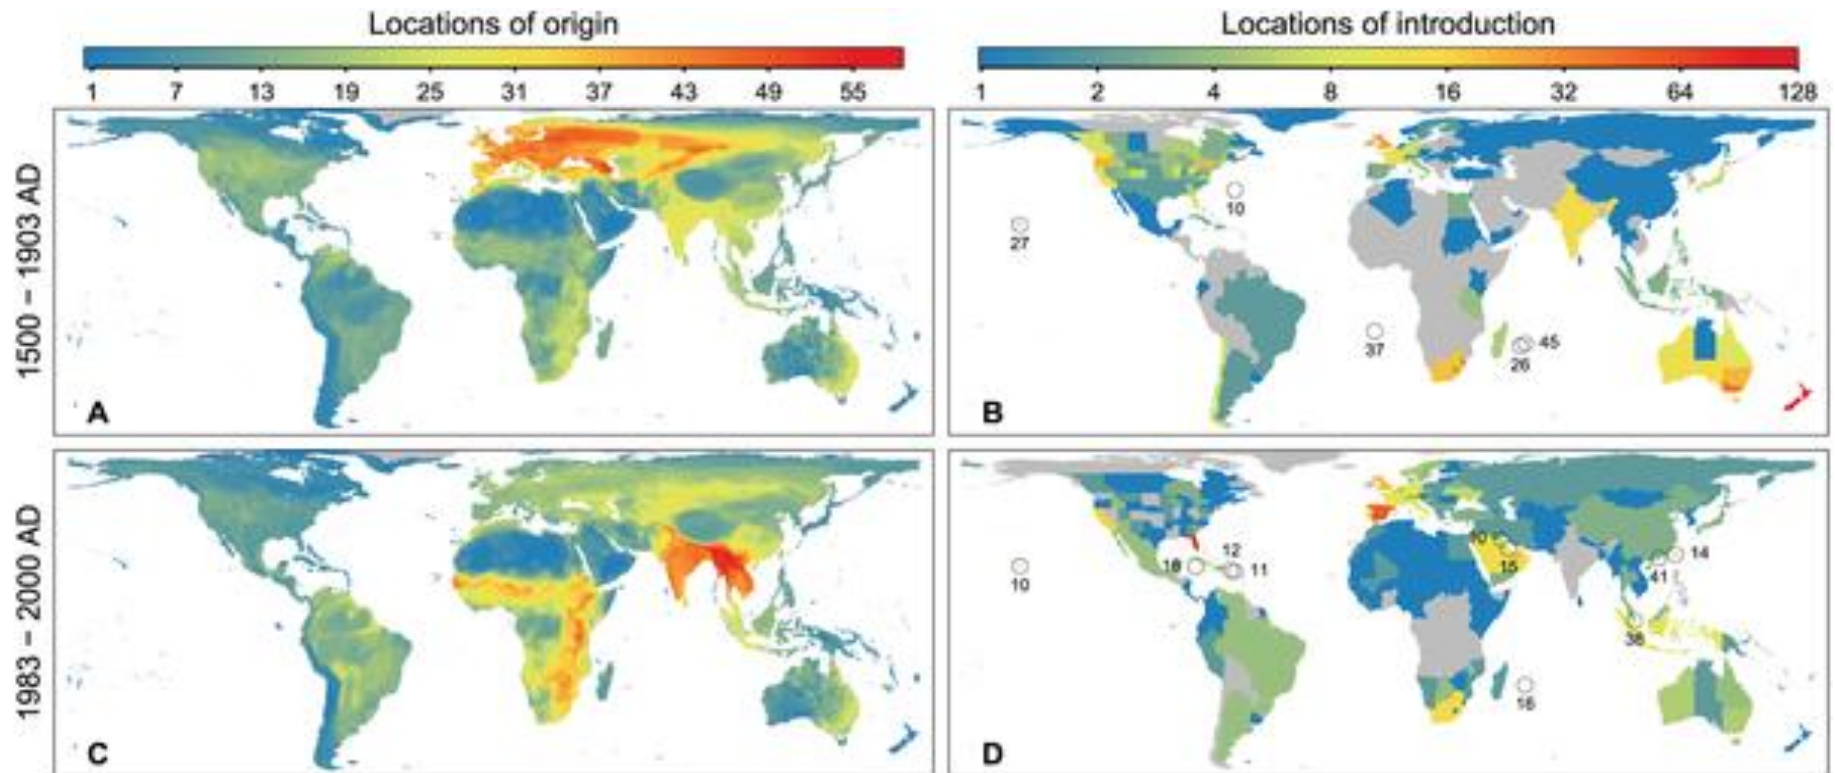 Locations of origin
Locations of introduction
1 7 13 19 25 31 37 43 49 55
1 2 4 8 16 32 64 128
1500 – 1903 AD
A
10
27
37
45
26
B
1983 – 2000 AD
C
10
12
18
11
15
14
41
38
16
D